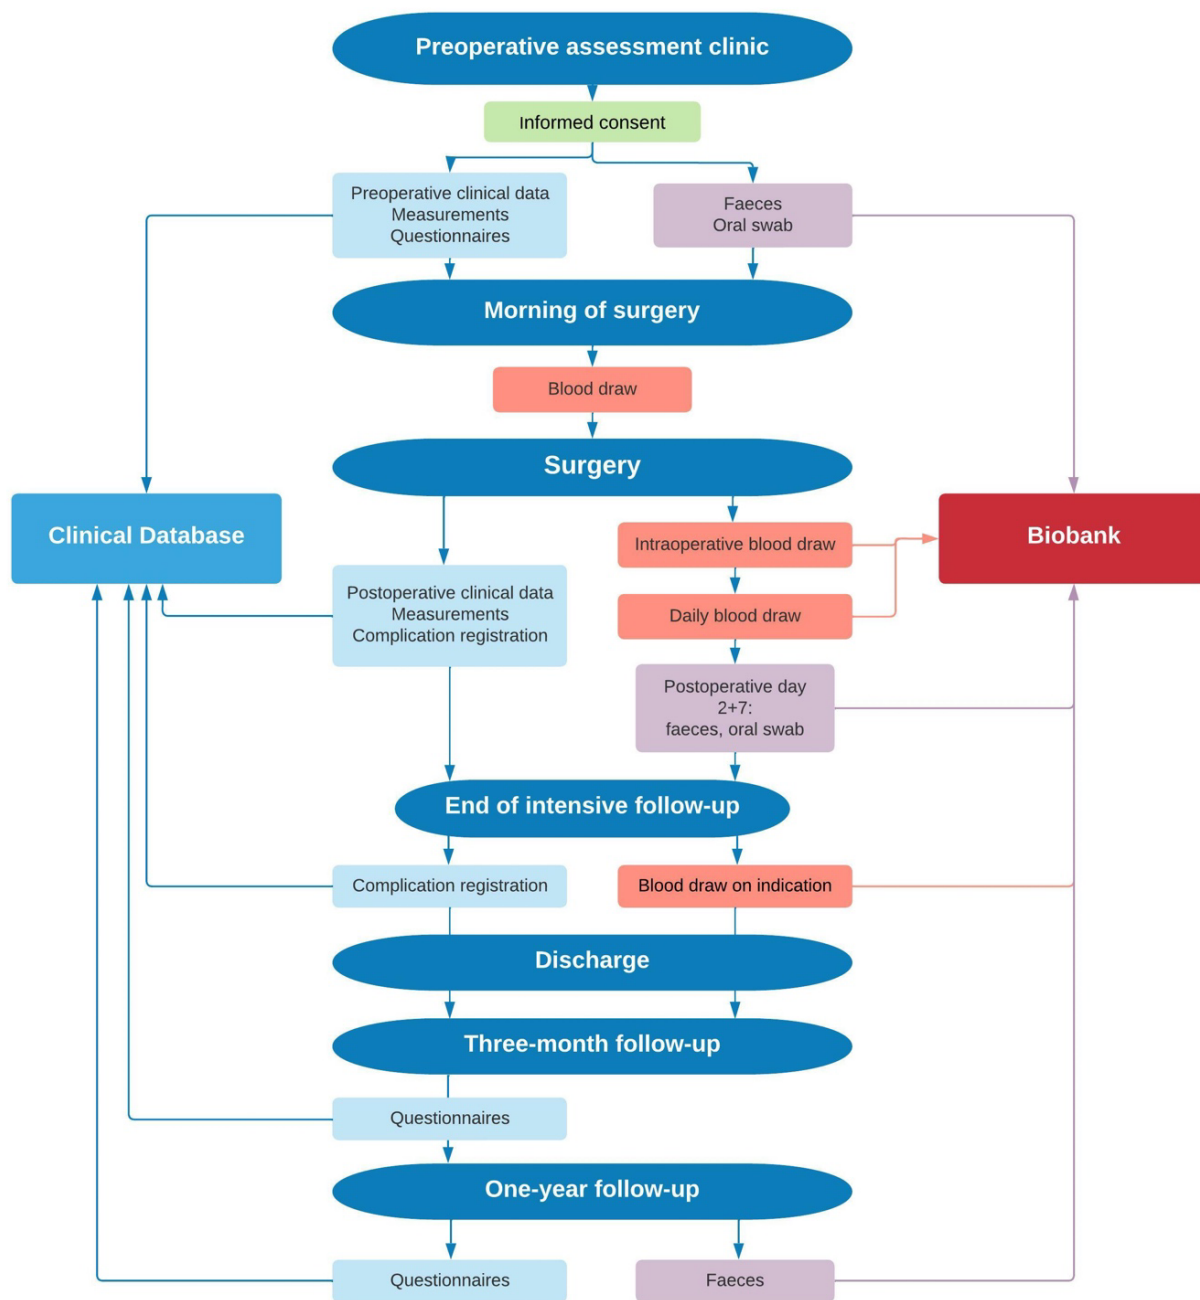 Preoperative assessment clinic
Informed consent
Preoperative clinical data
Measurements
Questionnaires
Faeces
Oral swab
Morning of surgery
Blood draw
Surgery
Clinical Database
Biobank
Intraoperative blood draw
Postoperative clinical data
Measurements
Complication registration
Daily blood draw
Postoperative day
2+7:
faeces, oral swab
End of intensive follow-up
Complication registration
Blood draw on indication
Discharge
Three-month follow-up
Questionnaires
One-year follow-up
Questionnaires
Faeces